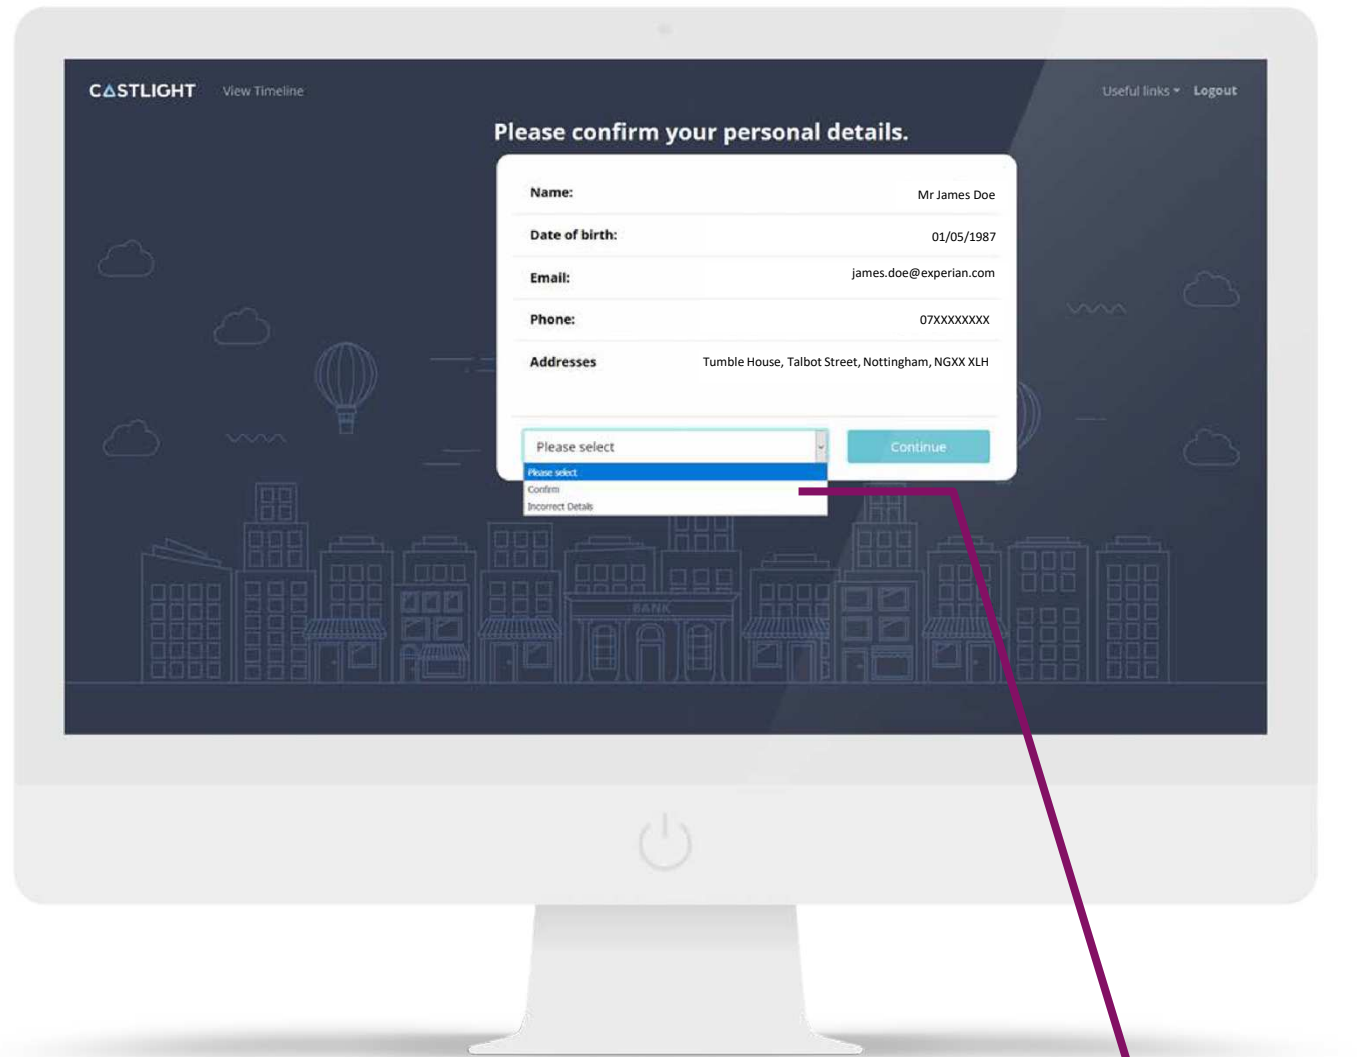 CASTLIGHT View Timeline Useful links Logout
Please confirm your personal details.
Name: Mr James Doe
Date of birth: 01/05/1987
Email: james.doe@experian.com
Phone: 07XXXXXXXX
Addresses Tumble House, Talbot Street, Nottingham, NGXX XLH
Please select Continue
Please select
Confirm
Incorrect Details
BANK